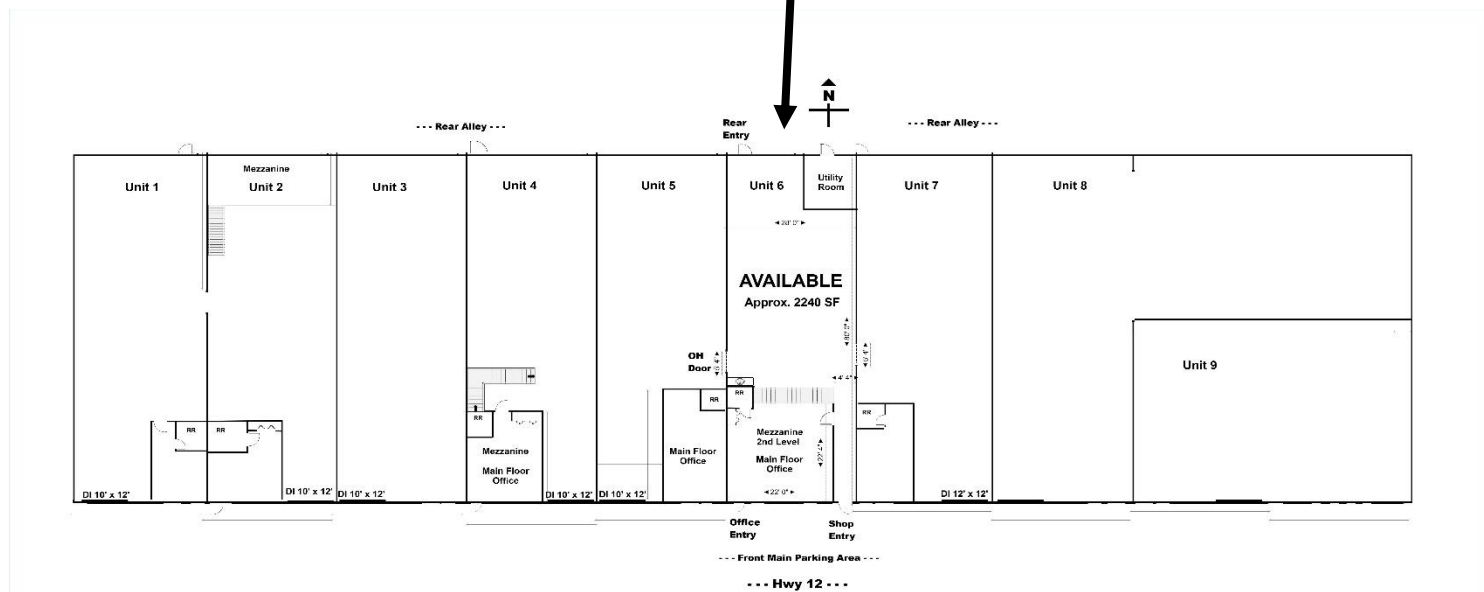 N
--- Rear Alley ---
Rear
Entry
--- Rear Alley ---
Unit 1
Mezzanine
Unit 2
Unit 3
Unit 4
Unit 5
Unit 6
Utility
Room
Unit 7
Unit 8
AVAILABLE
Approx. 2240 SF
OH
Door
Unit 9
RR
RR
RR
Mezzanine
Main Floor
Office
RR
Main Floor
Office
RR
Mezzanine
2nd Level
Main Floor
Office
22'4"
22'0"
4'4"
RR
DI 10' x 12'
DI 10' x 12'
DI 10' x 12'
DI 10' x 12'
DI 10' x 12'
DI 12' x 12'
Office
Entry
Shop
Entry
--- Front Main Parking Area ---
--- Hwy 12 ---